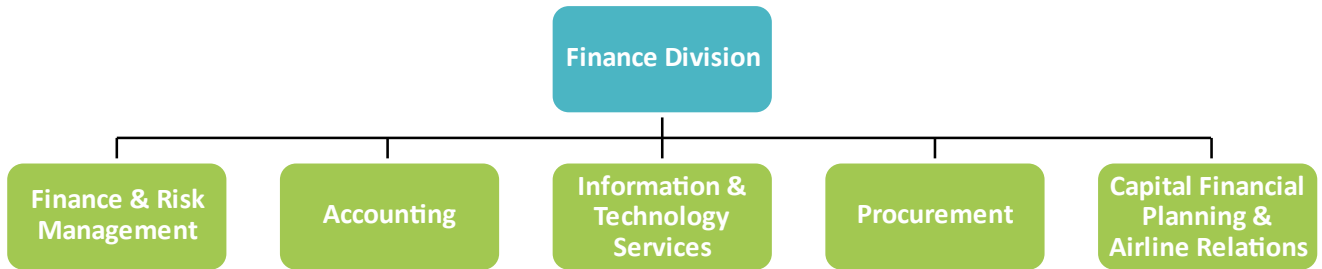 Finance Division
Finance & Risk
Management
Accounting
Information &
Technology
Services
Procurement
Capital Financial
Planning &
Airline Relations